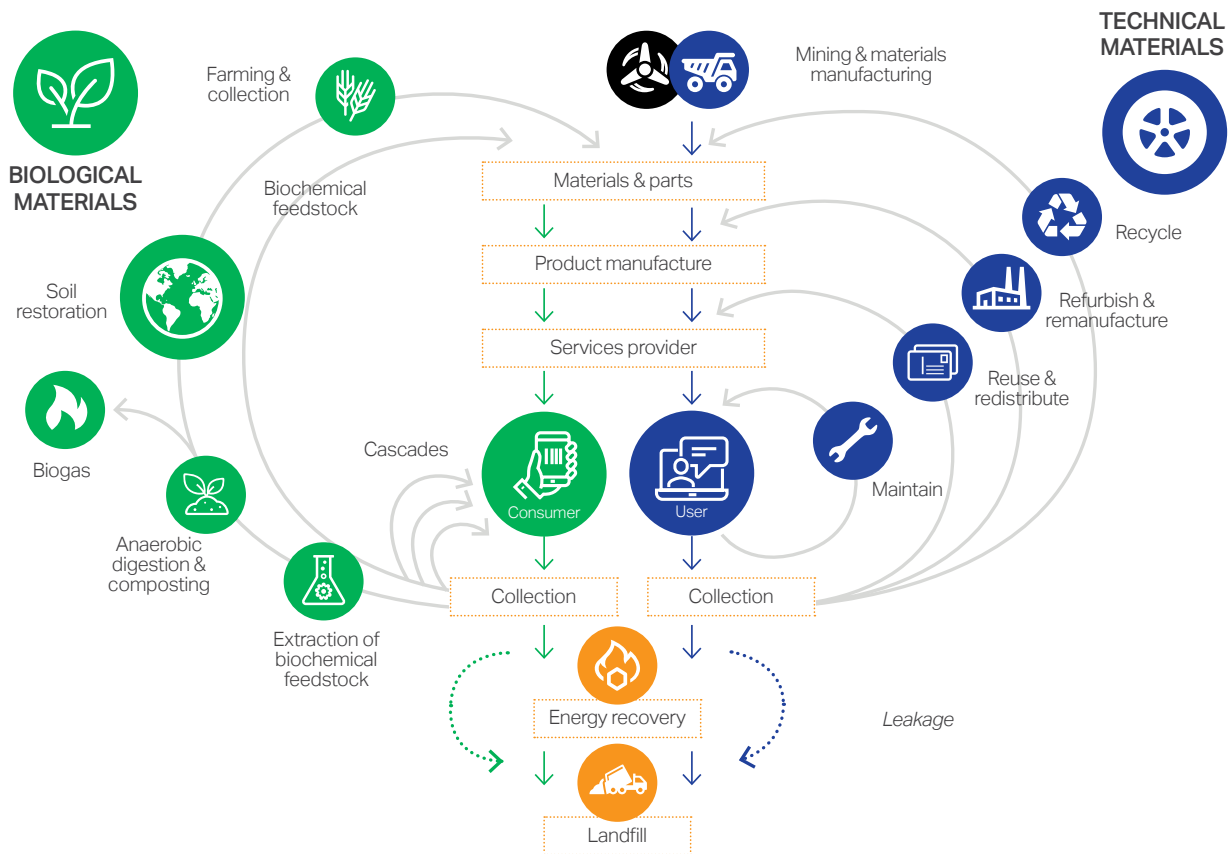 TECHNICAL
MATERIALS
Mining & materials
manufacturing
Farming &
collection
BIOLOGICAL
MATERIALS
Materials & parts
Biochemical
feedstock
Recycle
Product manufacture
Soil
restoration
Refurbish &
remanufacture
Services provider
Reuse &
redistribute
Biogas
Cascades
Maintain
Consumer
User
Anaerobic
digestion &
composting
Collection
Collection
Extraction of
biochemical
feedstock
Energy recovery
Leakage
Landfill